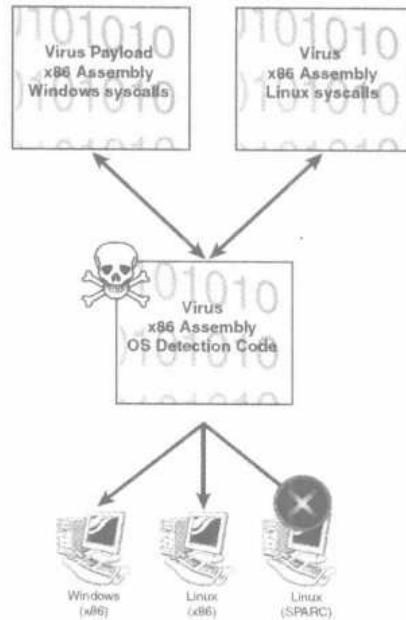 Virus Payload
x86 Assembly
Windows syscalls
Virus
x86 Assembly
Linux syscalls
Virus
x86 Assembly
OS Detection Code
Windows
(x86)
Linux
(x86)
Linux
(SPARC)